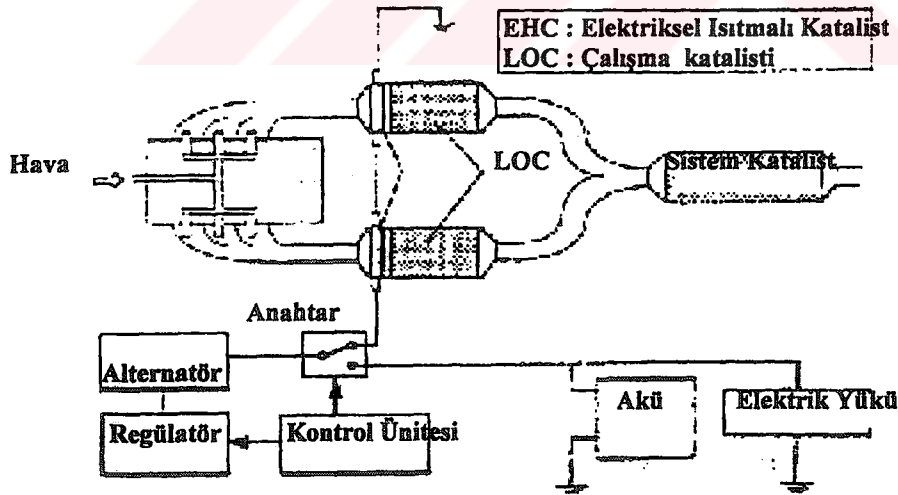 EHC : Elektriksel Isıtmalı Katalist
LOC : Çalışma katalisti
Hava
LOC
Sistem Katalist
Anahtar
Alternatör
Akü
Elektrik Yükü
Regülatör
Kontrol Ünitesi